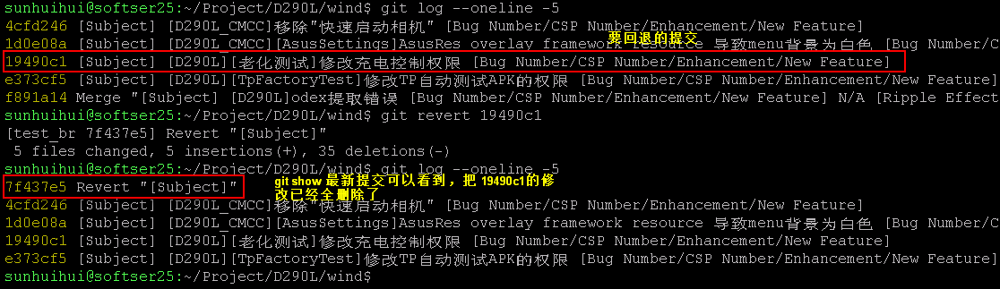 sunhuihui@softser25:~/Project/D290L/wind$ git log --oneline -5
4cfd246 [Subject] [D290L_CMCC]移除"快速启动相机" [Bug Number/CSP Number/Enhancement/New Feature]
要回退的提交
1d0e08a [Subject] [D290L_CMCC][AsusSettings]AsusRes overlay framework resource 导致menu背景为白色 [Bug Number/C
19490c1 [Subject] [D290L][老化测试]修改充电控制权限 [Bug Number/CSP Number/Enhancement/New Feature]
e373cf5 [Subject] [D290L][TpFactoryTest]修改TP自动测试APK的权限 [Bug Number/CSP Number/Enhancement/New Feature]
f891a14 Merge "[Subject] [D290L]odex提取错误 [Bug Number/CSP Number/Enhancement/New Feature] N/A [Ripple Effect
sunhuihui@softser25:~/Project/D290L/wind$ git revert 19490c1
[test_br 7f437e5] Revert "[Subject]"
5 files changed, 5 insertions(+), 35 deletions(-)
sunhuihui@softser25:~/Project/D290L/wind$ git log --oneline -5
7f437e5 Revert "[Subject]"
git show 最新提交可以看到，把 19490c1的修
改已经全删除了
4cfd246 [Subject] [D290L_CMCC]移除"快速启动相机" [Bug Number/CSP Number/Enhancement/New Feature]
1d0e08a [Subject] [D290L_CMCC][AsusSettings]AsusRes overlay framework resource 导致menu背景为白色 [Bug Number/C
19490c1 [Subject] [D290L][老化测试]修改充电控制权限 [Bug Number/CSP Number/Enhancement/New Feature]
e373cf5 [Subject] [D290L][TpFactoryTest]修改TP自动测试APK的权限 [Bug Number/CSP Number/Enhancement/New Feature]
sunhuihui@softser25:~/Project/D290L/wind$